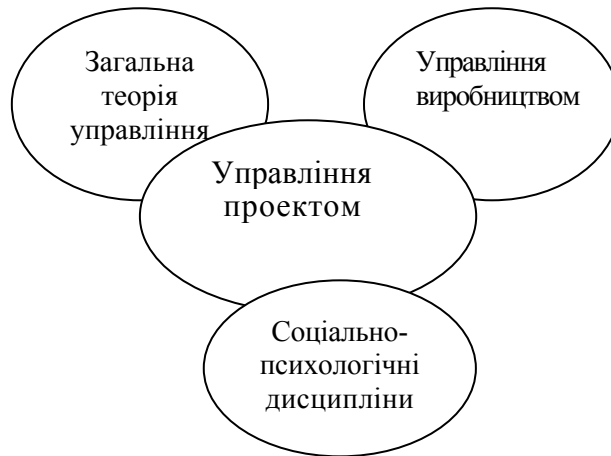 Загальна
теорія
управління
Управління
виробництвом
Управління
проектом
Соціально-
психологічні
дисципліни